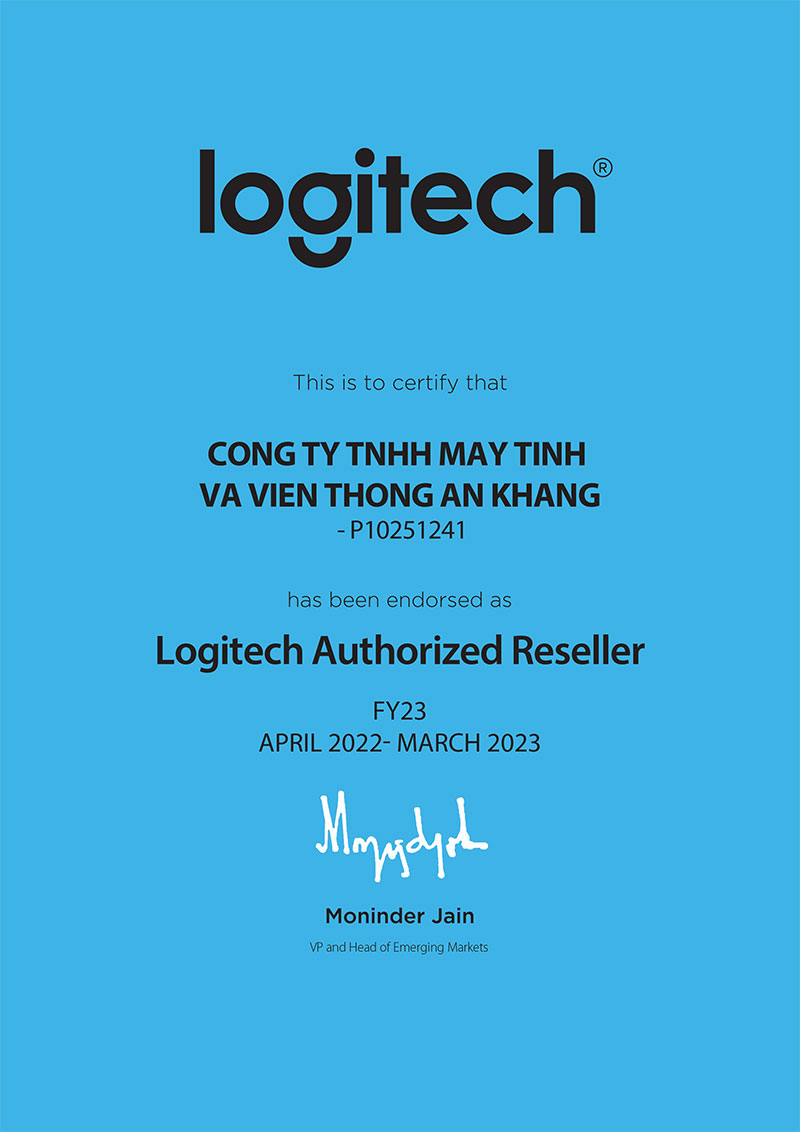 logitech®
This is to certify that
CONG TY TNHH MAY TINH
VA VIEN THONG AN KHANG
- P10251241
has been endorsed as
Logitech Authorized Reseller
FY23
APRIL 2022- MARCH 2023
Moninder Jain
VP and Head of Emerging Markets